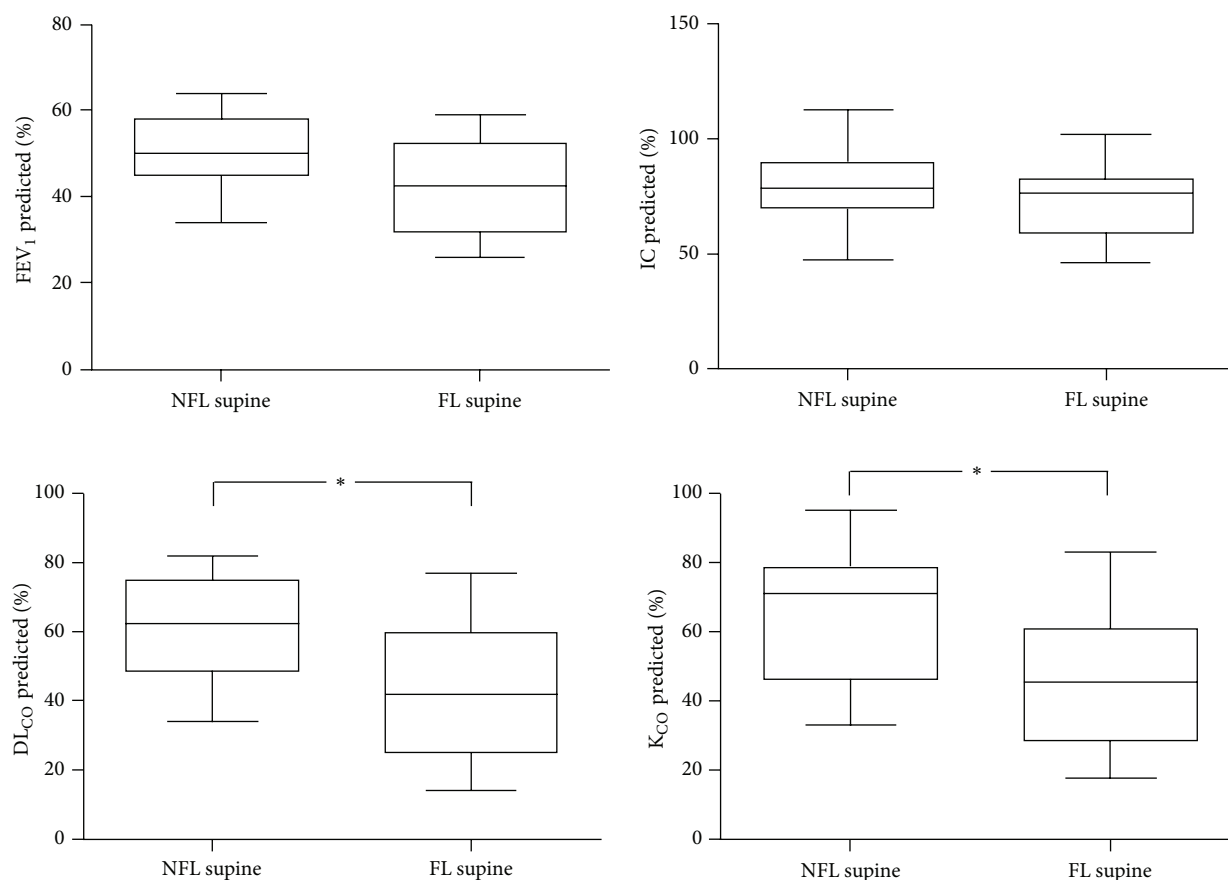 80
60
40
20
0
FEV₁ predicted (%)
NFL supine
FL supine
150
100
50
0
IC predicted (%)
NFL supine
FL supine
*
100
80
60
40
20
0
DL_CO predicted (%)
NFL supine
FL supine
*
100
80
60
40
20
0
K_CO predicted (%)
NFL supine
FL supine